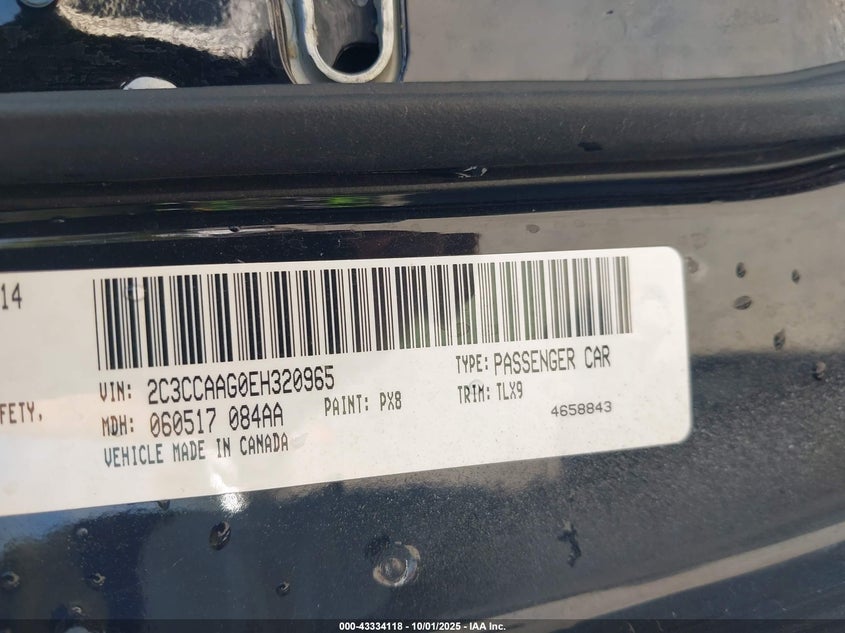 14
VIN: 2C3CCAAG0EH320965
TYPE: PASSENGER CAR
FETY,
MDH: 060517 084AA
PAINT: PX8
TRIM: TLX9
4658843
VEHICLE MADE IN CANADA
000-43334118 - 10/01/2025 - IAA Inc.